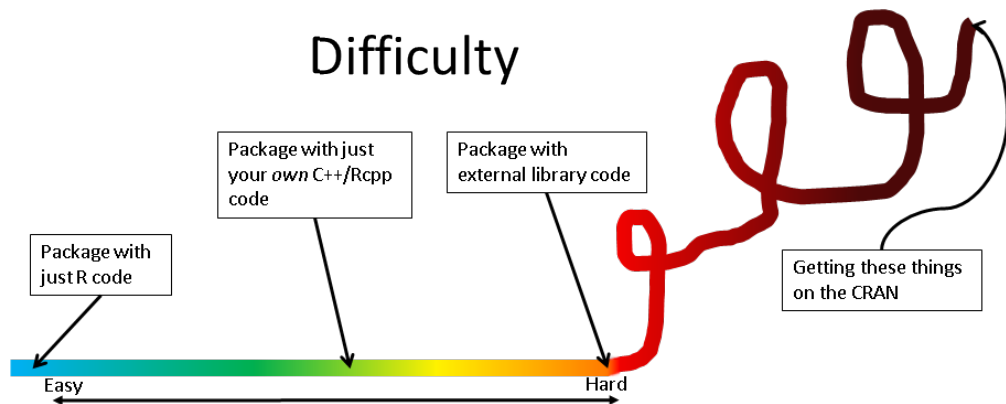 Difficulty
Package with just
your own C++/Rcpp
code
Package with
external library code
Package with
just R code
Getting these things
on the CRAN
Easy
Hard